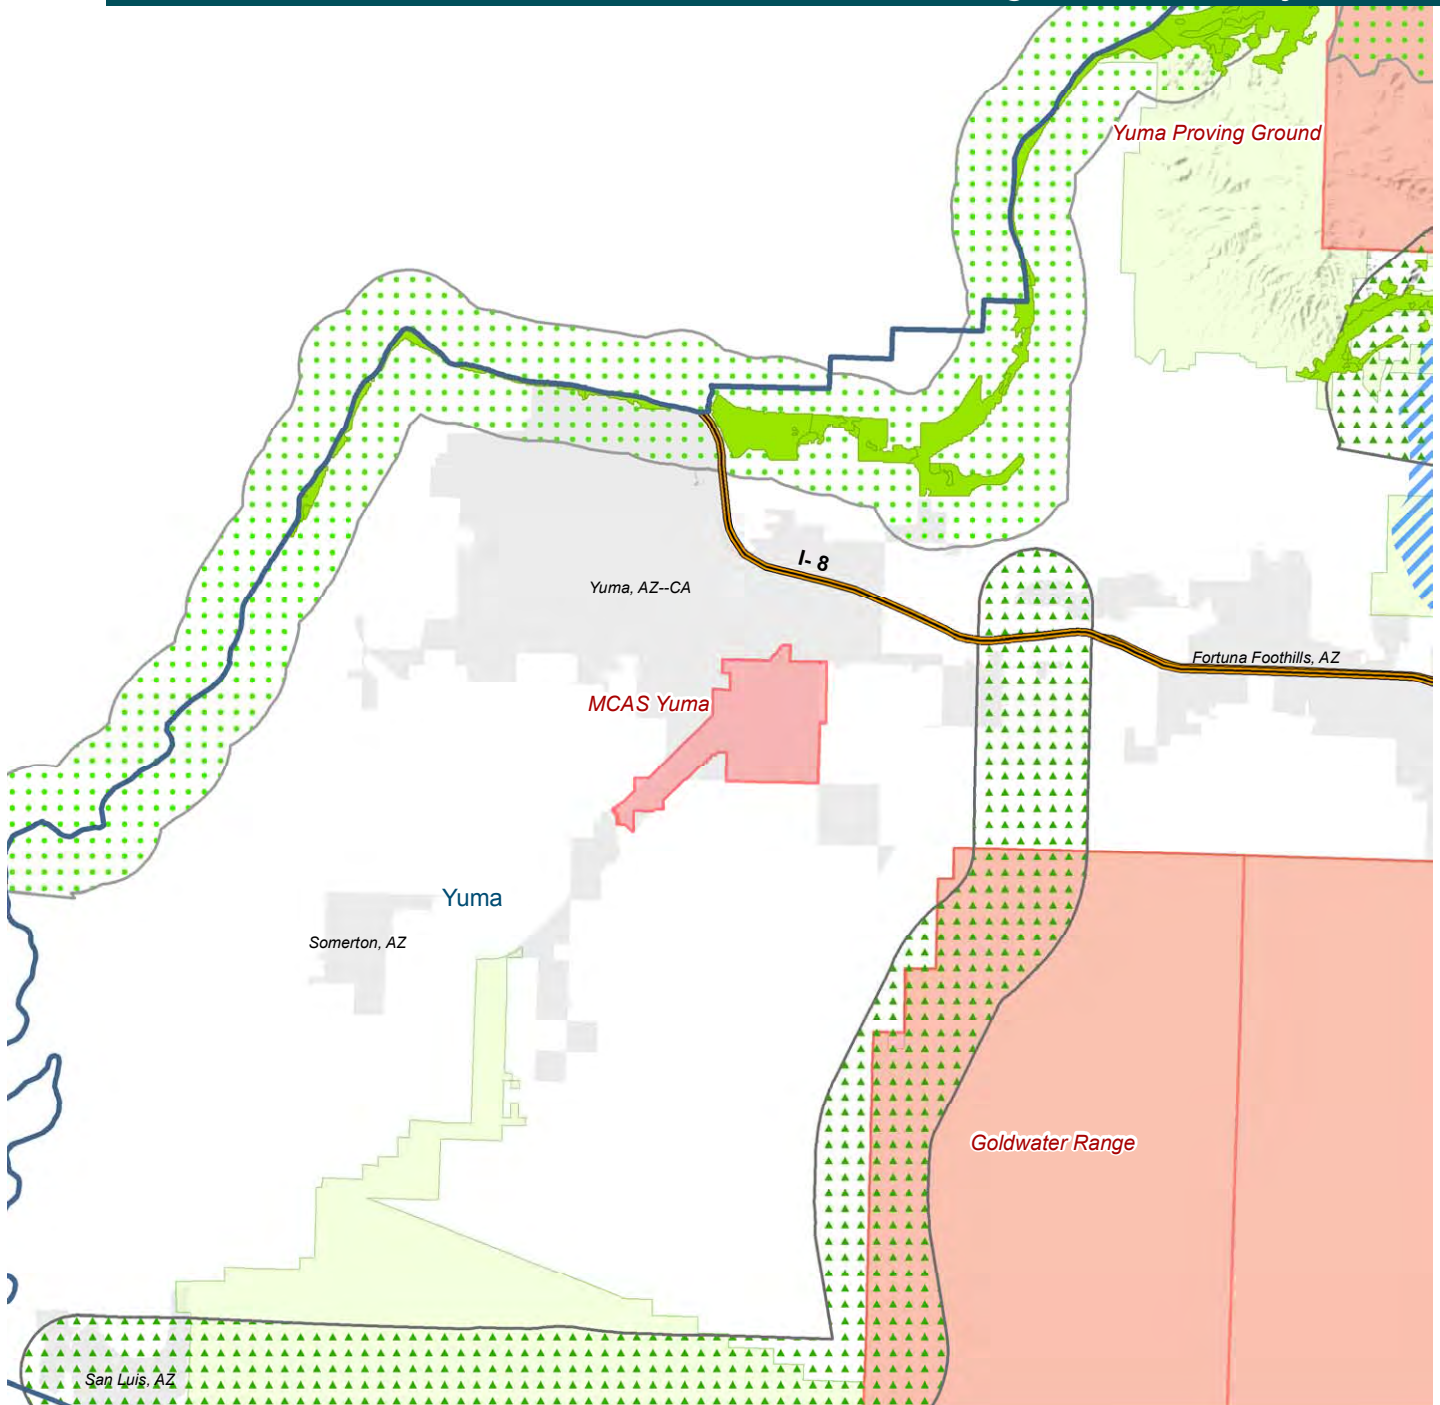 Yuma Proving Ground
I- 8
Yuma, AZ--CA
Fortuna Foothills, AZ
MCAS Yuma
Yuma
Somerton, AZ
Goldwater Range
San Luis, AZ